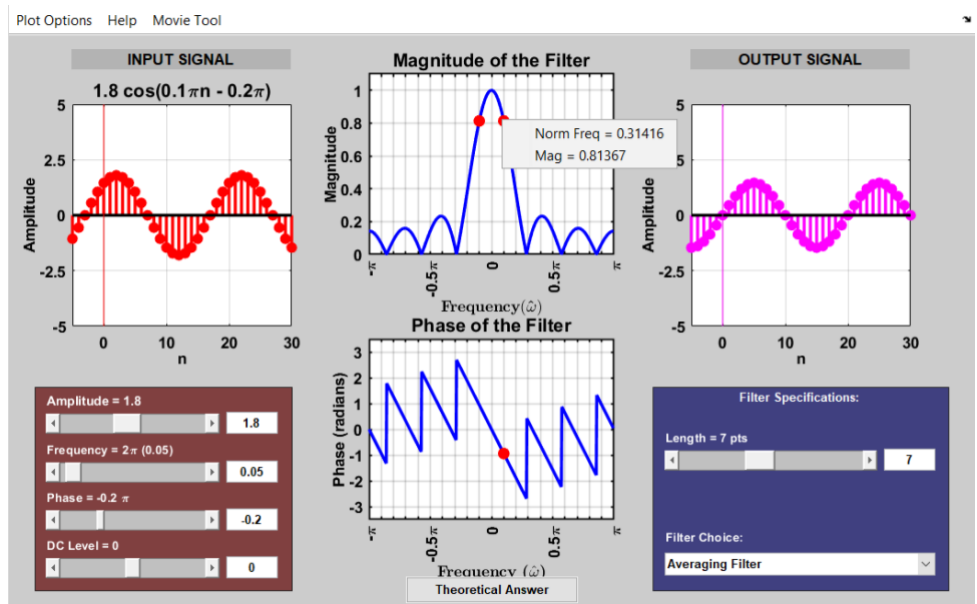 Plot Options Help Movie Tool
INPUT SIGNAL
1.8 cos(0.1πn - 0.2π)
5
2.5
0
-2.5
-5
Amplitude
0 10 20 30
n
Magnitude of the Filter
1
0.8
0.6
0.4
0.2
0
Magnitude
Norm Freq = 0.31416
Mag = 0.81367
-π -0.5π 0 0.5π π
Frequency(ω̂)
Phase of the Filter
3
2
1
0
-1
-2
-3
Phase (radians)
-π -0.5π 0 0.5π π
Frequency (ω̂)
Theoretical Answer
OUTPUT SIGNAL
5
5
0
-2.5
-5
Amplitude
0 10 20 30
n
Amplitude = 1.8
1.8
Frequency = 2π (0.05)
0.05
Phase = -0.2 π
-0.2
DC Level = 0
0
Filter Specifications:
Length = 7 pts
7
Filter Choice:
Averaging Filter